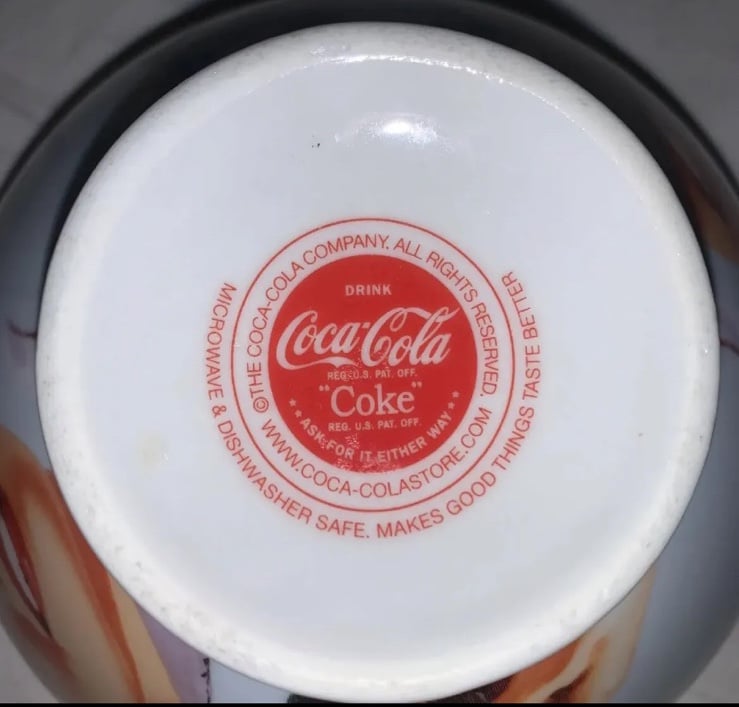 DRINK
Coca-Cola
REG. U.S. PAT. OFF.
"Coke"
REG. U.S. PAT. OFF.
★★ASK FOR IT EITHER WAY★★
©THE COCA-COLA COMPANY. ALL RIGHTS RESERVED.
WWW.COCA-COLASTORE.COM
MICROWAVE & DISHWASHER SAFE. MAKES GOOD THINGS TASTE BETTER